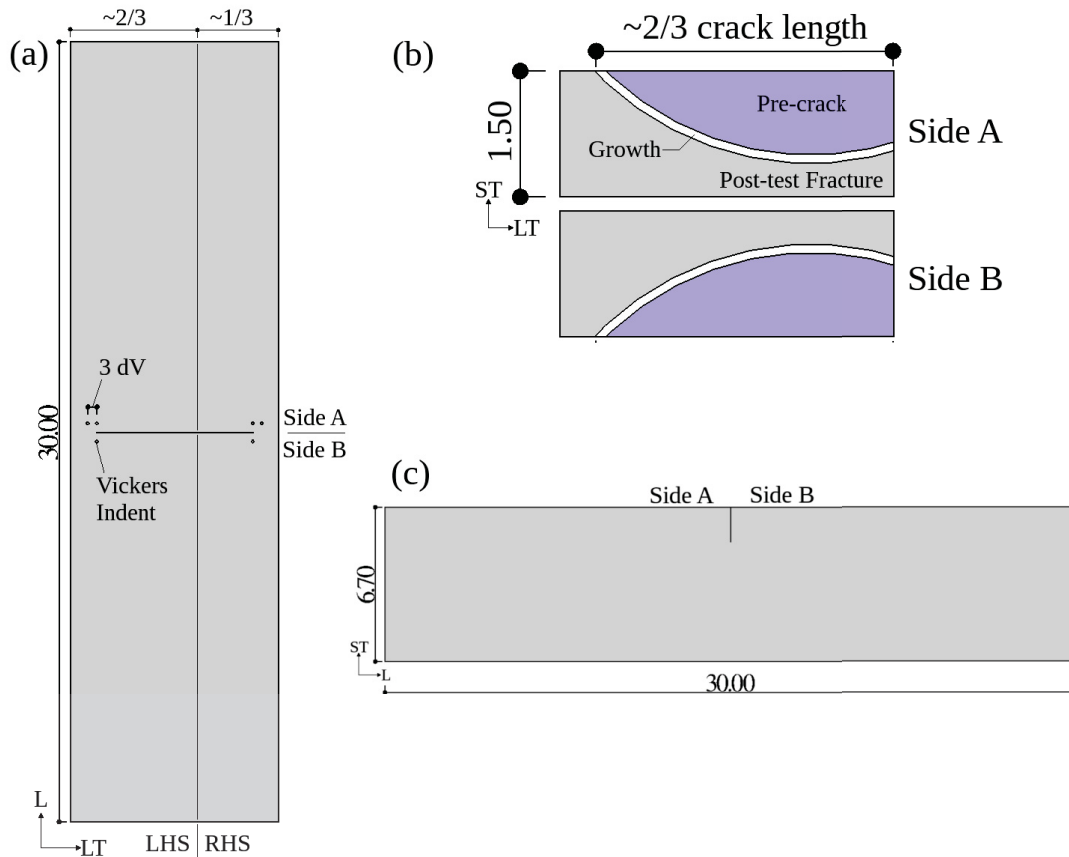 (a)
~2/3
~1/3
30.00
3 dV
Vickers
Indent
Side A
Side B
L
LT
LHS
RHS
(b)
~2/3 crack length
1.50
Pre-crack
Growth
Post-test Fracture
Side A
ST
LT
Side B
(c)
Side A
Side B
6.70
ST
L
30.00